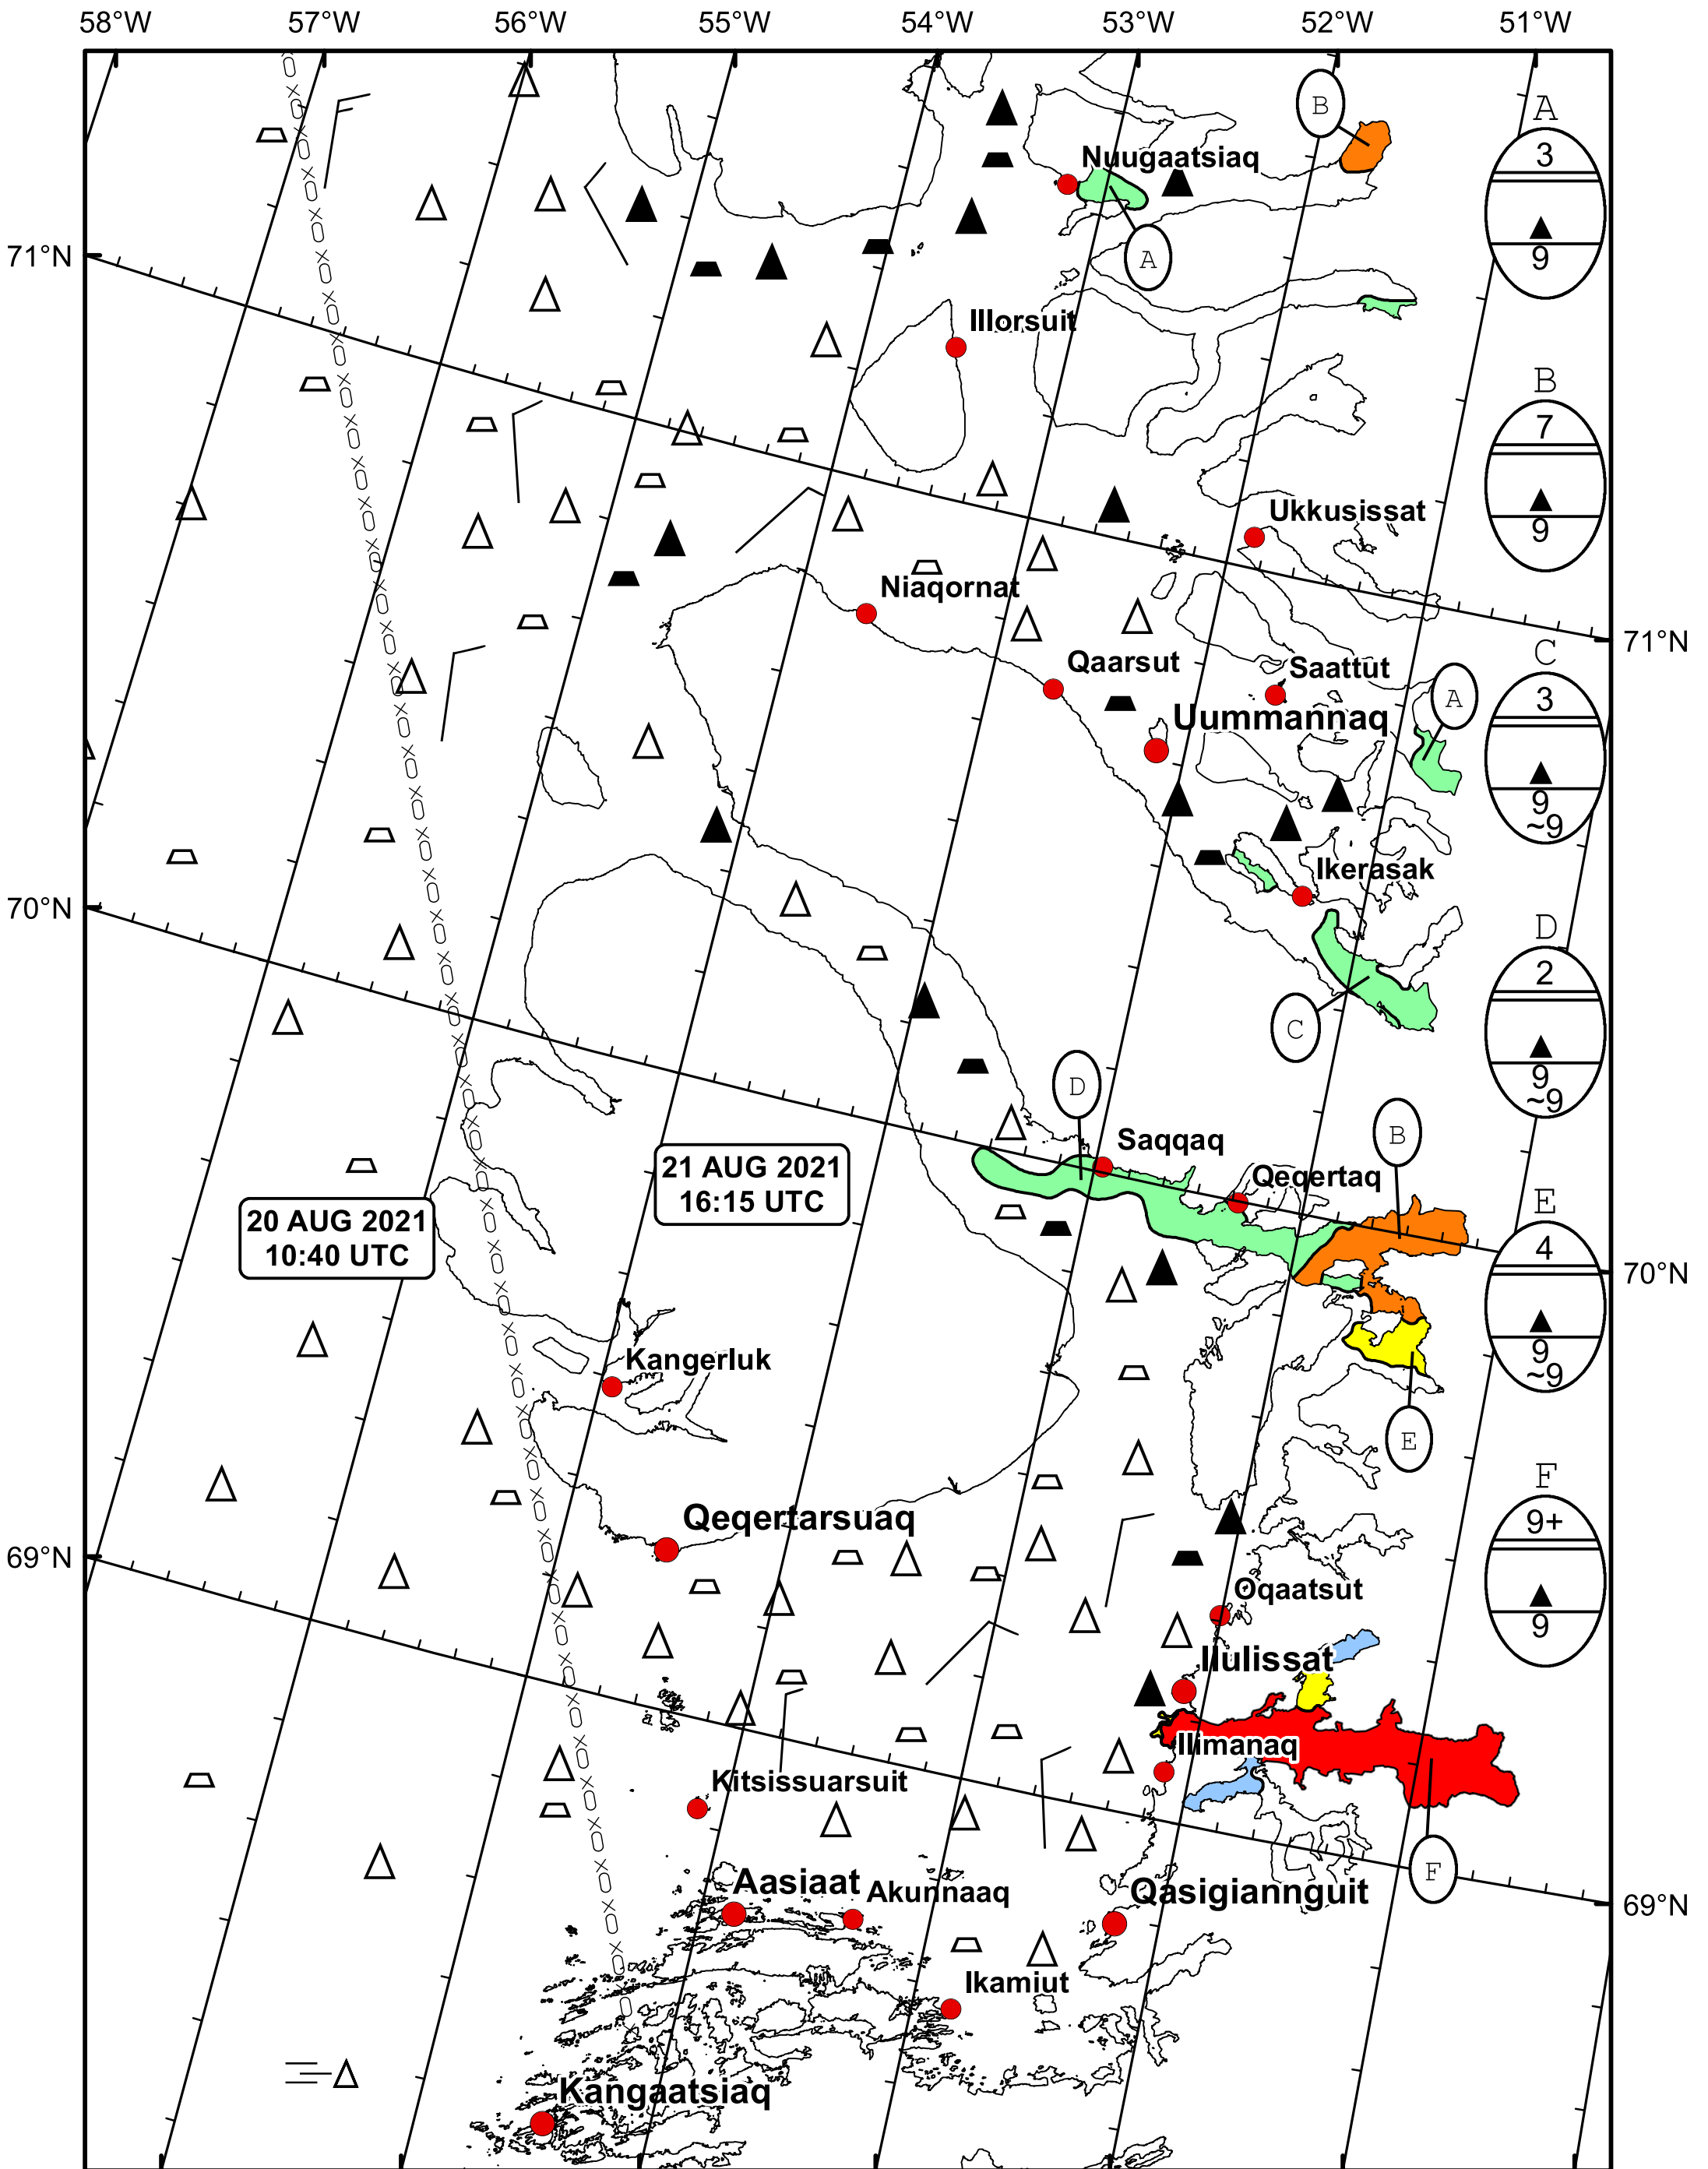 58°W 57°W 56°W 55°W 54°W 53°W 52°W 51°W
B
A
3
9
Nuugaatsiaq
A
71°N
Illorsuit
B
7
9
Ukkusissat
Niaqornat
71°N
Qaarsut
Saattut
A
C
3
9
~9
Uummannaq
Ikerasak
70°N
C
D
2
9
~9
D
B
Saqqaq
Qeqertaq
21 AUG 2021
16:15 UTC
20 AUG 2021
10:40 UTC
E
4
9
~9
70°N
Kangerluk
E
F
9+
9
Qeqertarsuaq
69°N
Oqaatsut
Ilulissat
Ilimanaq
Kitsissuarsuit
F
Aasiaat
Akunnaaq
Qasigiannguit
69°N
Ikamiut
Kangaatsiaq